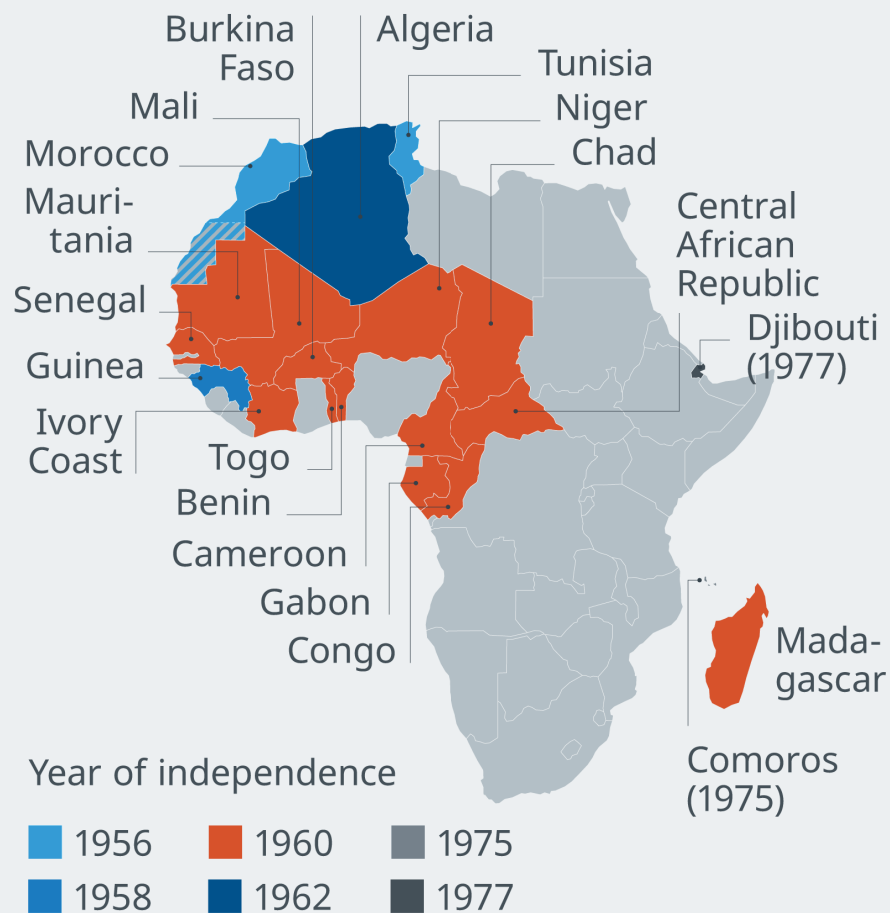 Burkina
Faso
Algeria
Tunisia
Mali
Niger
Morocco
Chad
Mauri-
tania
Central
African
Republic
Senegal
Djibouti
(1977)
Guinea
Ivory
Coast
Togo
Benin
Cameroon
Gabon
Congo
Mada-
gascar
Comoros
(1975)
Year of independence
1956
1960
1975
1958
1962
1977